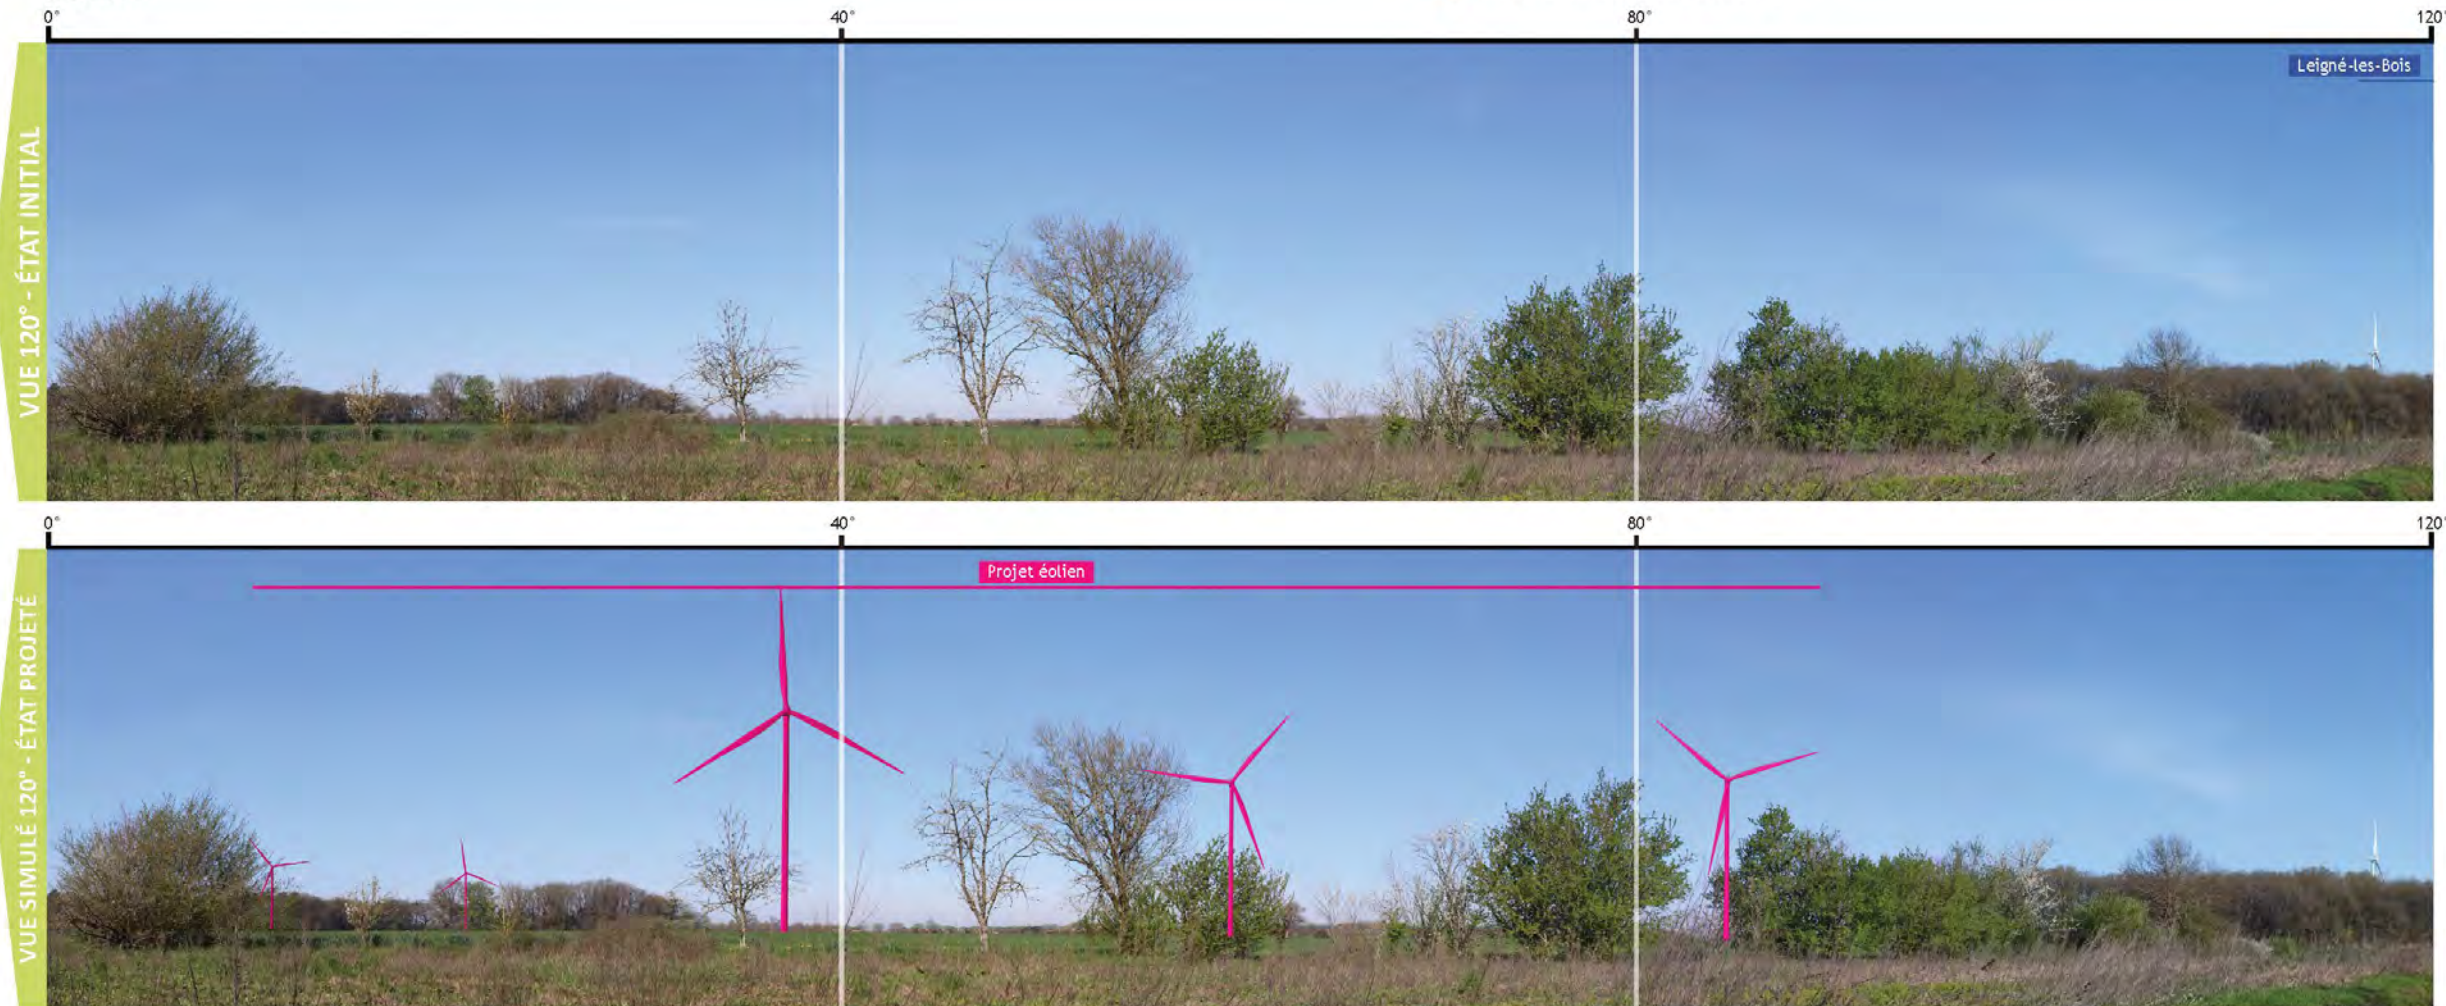 0° 40° 80° 120°
Leigné-les-Bois
VUE 120° - ÉTAT INITIAL
0° 40° 80° 120°
Projet éolien
VUE SIMULÉ 120° - ÉTAT PROJETÉ